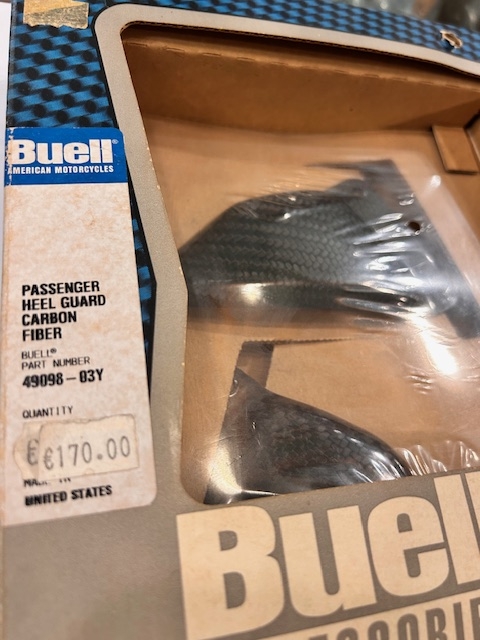 Buell®
AMERICAN MOTORCYCLES
PASSENGER
HEEL GUARD
CARBON
FIBER
BUELL®
PART NUMBER
49098-03Y
QUANTITY
€170.00
UNITED STATES
Buell